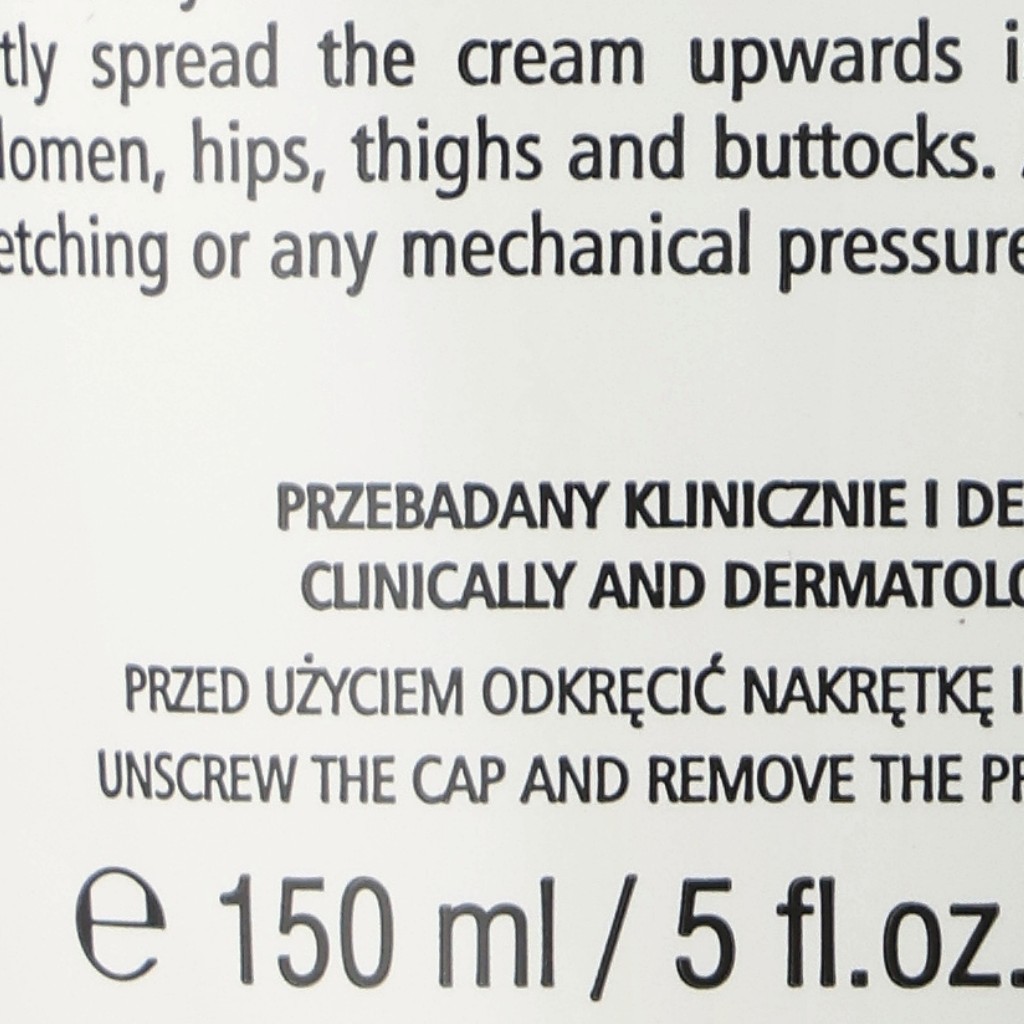 tly spread the cream upwards i
lomen, hips, thighs and buttocks.
etching or any mechanical pressure
PRZEBADANY KLINICZNIE I DE
CLINICALLY AND DERMATOLO
PRZED UŻYCIEM ODKRĘCIĆ NAKRĘTKĘ I
UNSCREW THE CAP AND REMOVE THE PR
℮ 150 ml / 5 fl.oz.